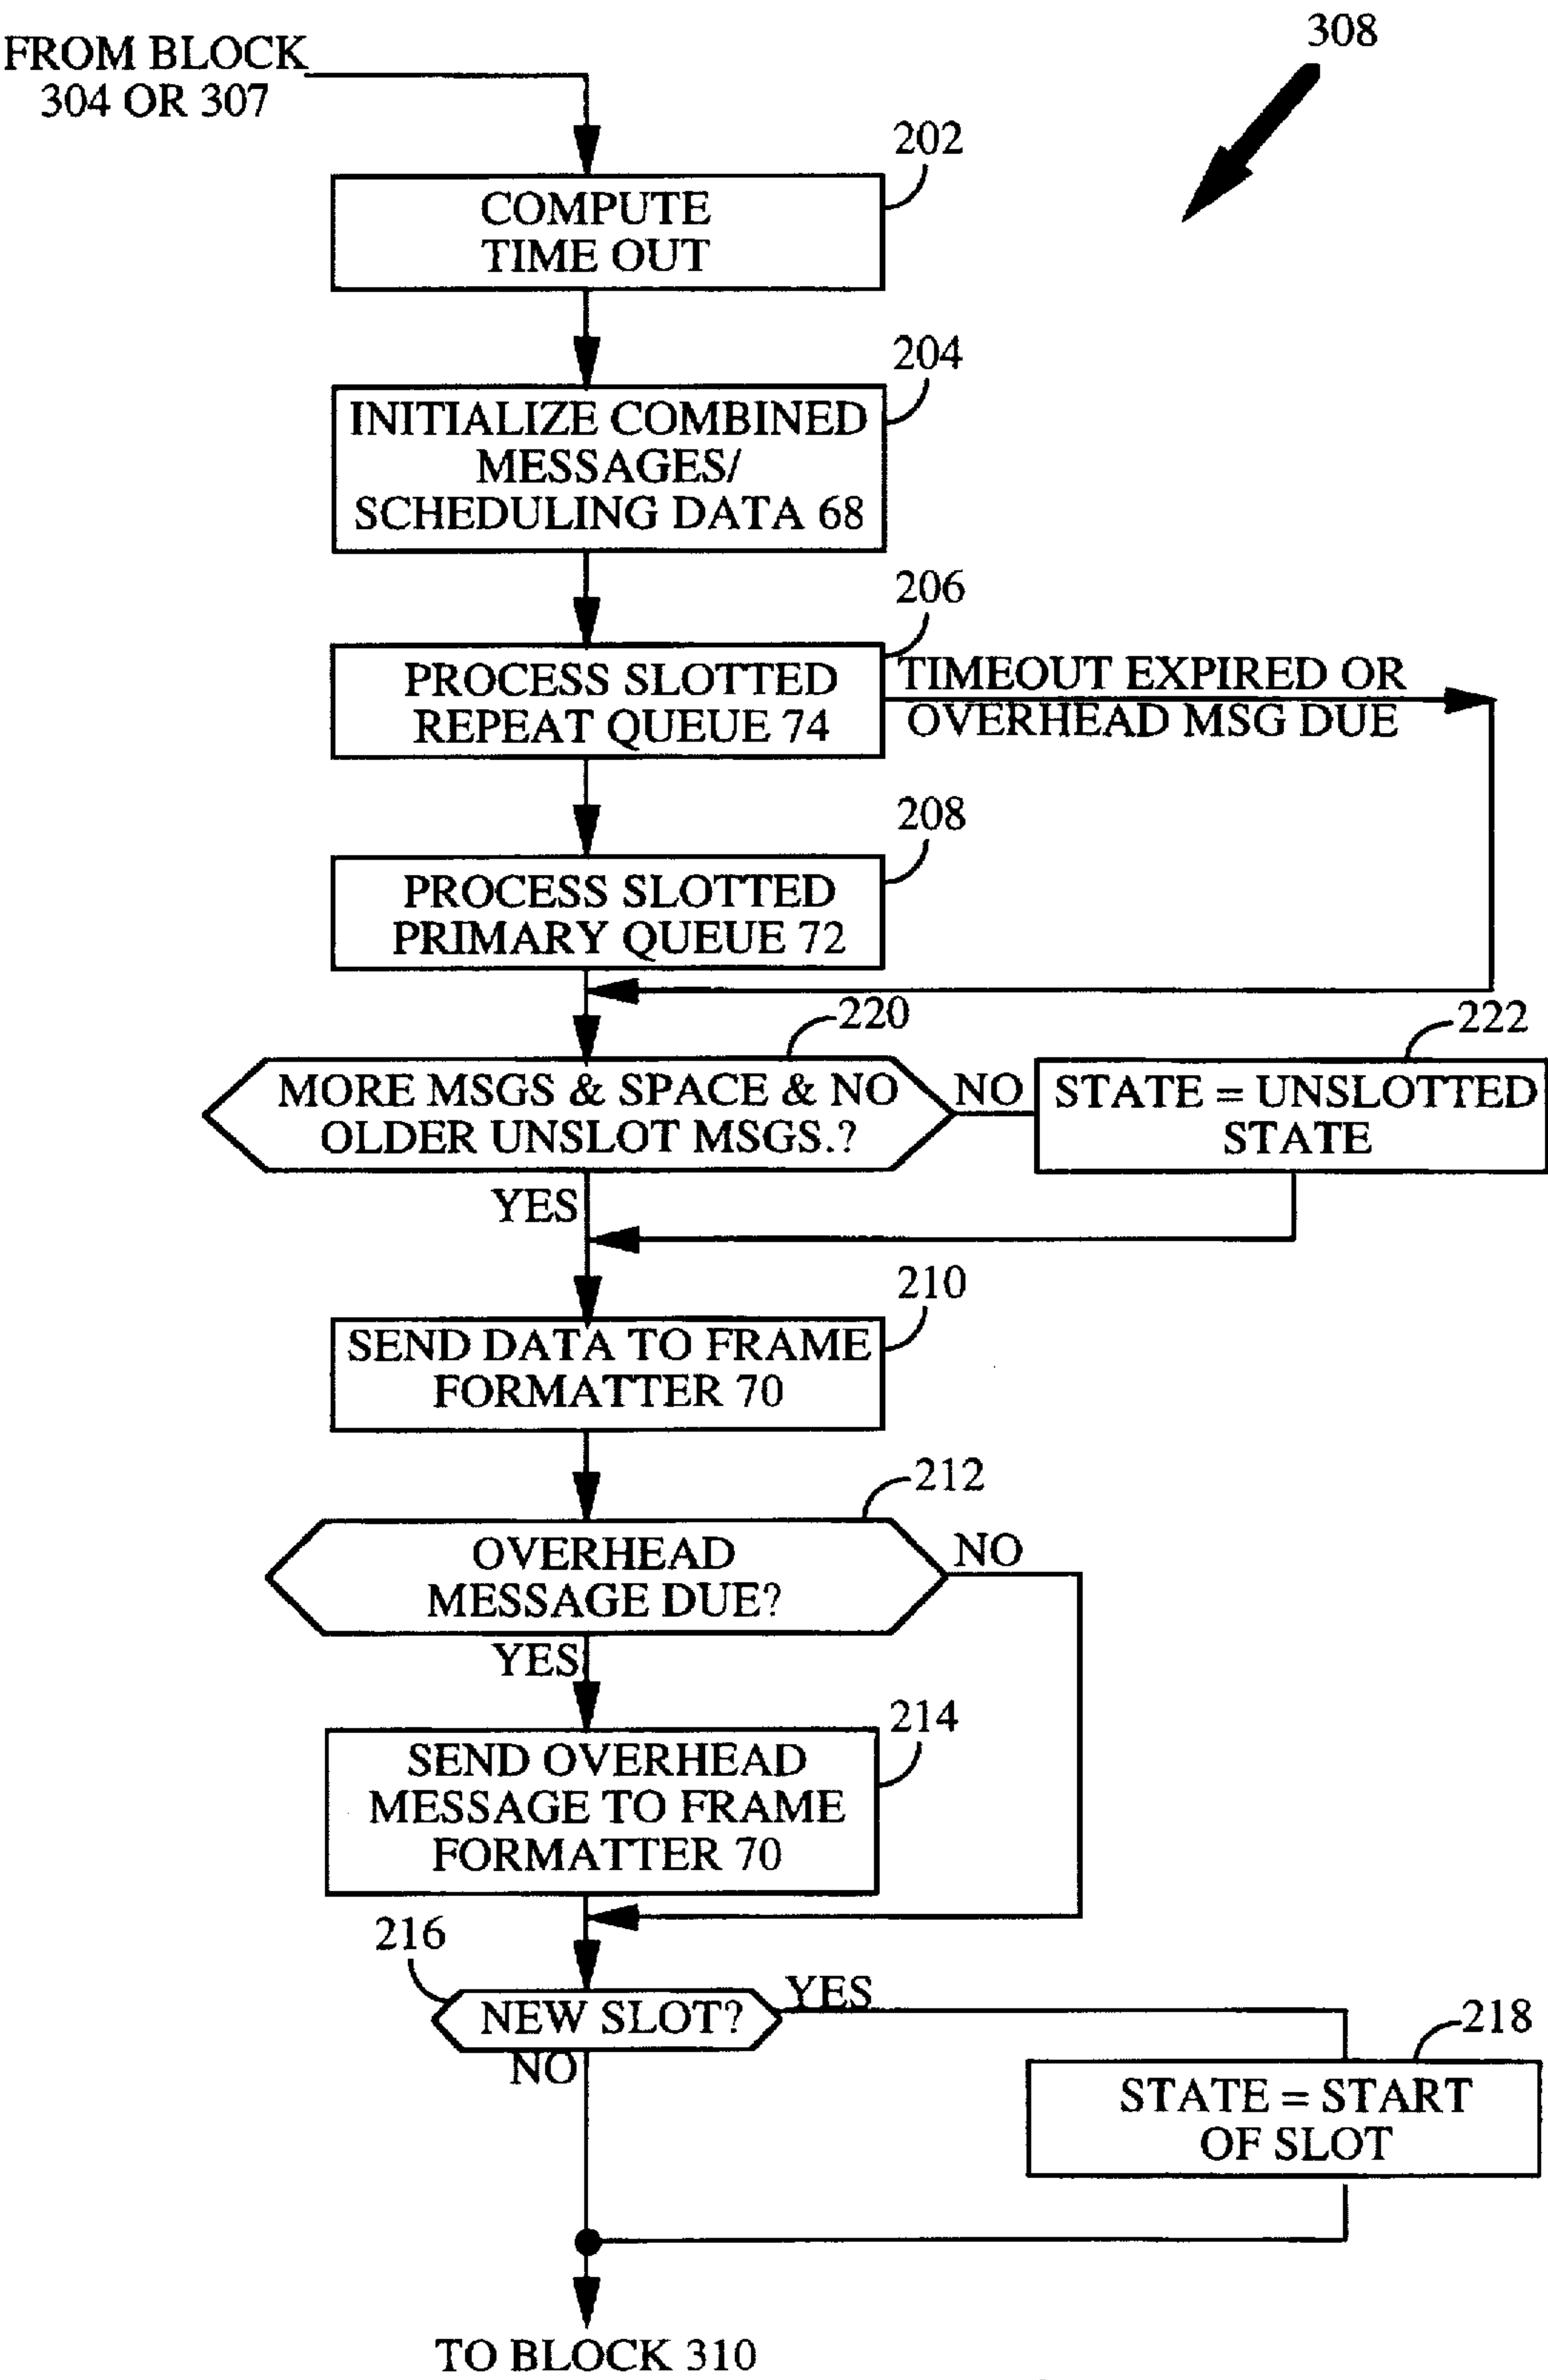 308
FROM BLOCK
304 OR 307
202
COMPUTE
TIME OUT
204
INITIALIZE COMBINED
MESSAGES/
SCHEDULING DATA 68
206
PROCESS SLOTTED
REPEAT QUEUE 74
TIMEOUT EXPIRED OR
OVERHEAD MSG DUE
208
PROCESS SLOTTED
PRIMARY QUEUE 72
220
222
MORE MSGS & SPACE & NO
OLDER UNSLOT MSGS.?
NO
STATE = UNSLOTTED
STATE
YES
210
SEND DATA TO FRAME
FORMATTER 70
212
OVERHEAD
MESSAGE DUE?
NO
YES
214
SEND OVERHEAD
MESSAGE TO FRAME
FORMATTER 70
216
NEW SLOT?
YES
NO
218
STATE = START
OF SLOT
TO BLOCK 310